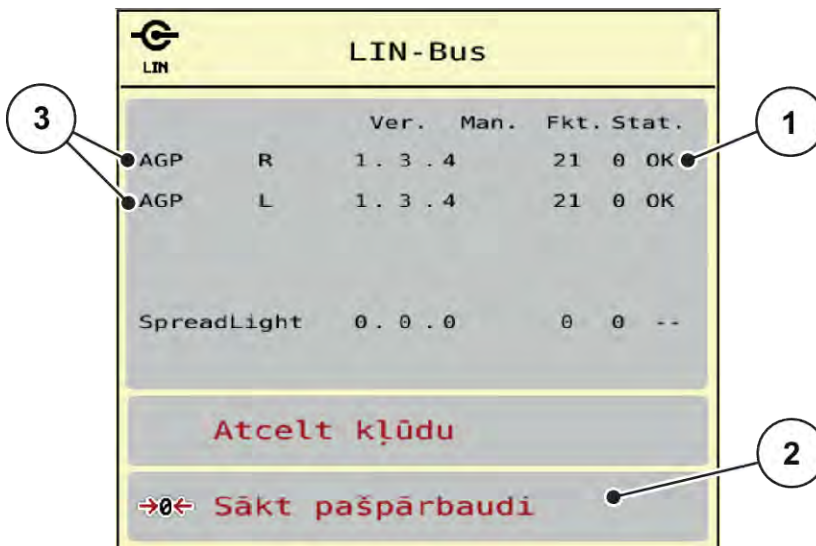 LIN
LIN-Bus
Ver. Man. Fkt. Stat.
AGP R 1.3.4 21 0 OK
AGP L 1.3.4 21 0 OK
SpreadLight 0.0.0 0 0 --
Atcelt kļūdu
→0← Sākt pašpārbaudi
3
1
2